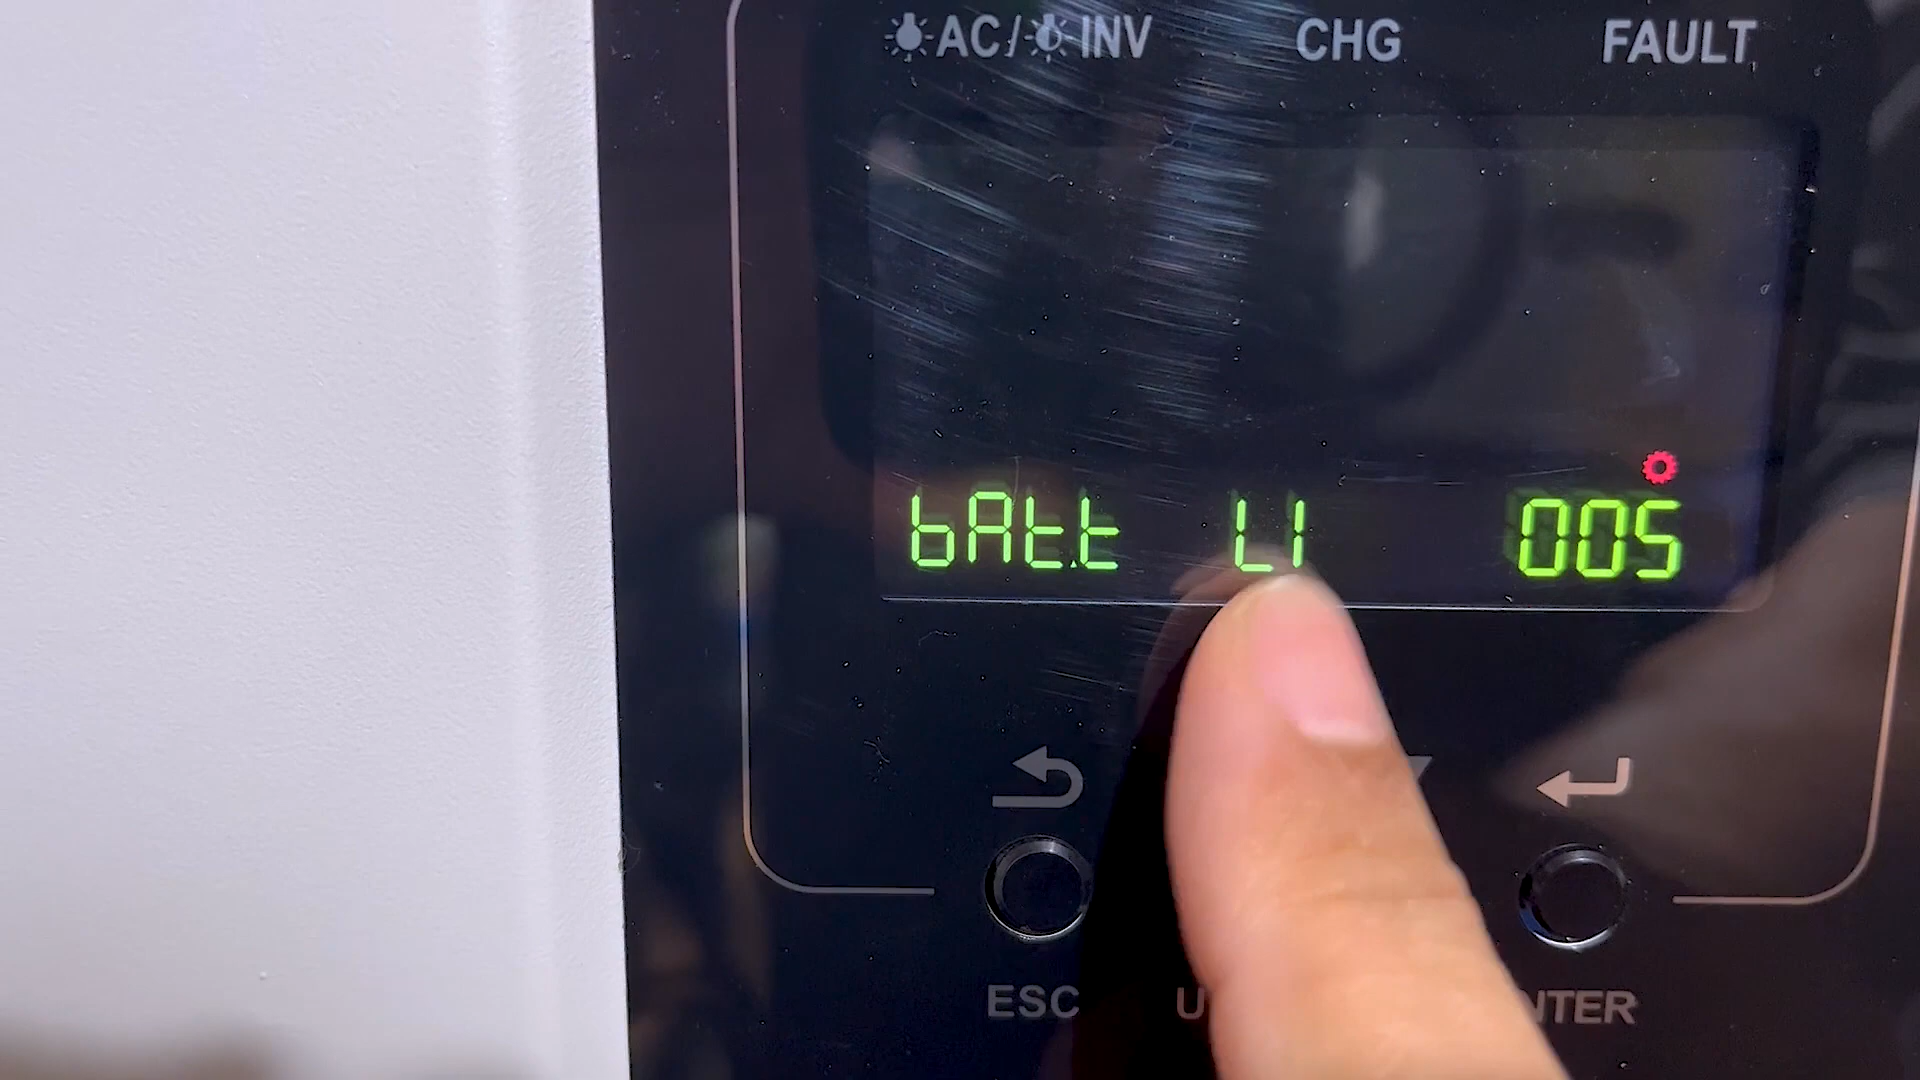 AC/ INV CHG FAULT
bAtt LI 005
ESC U NTER